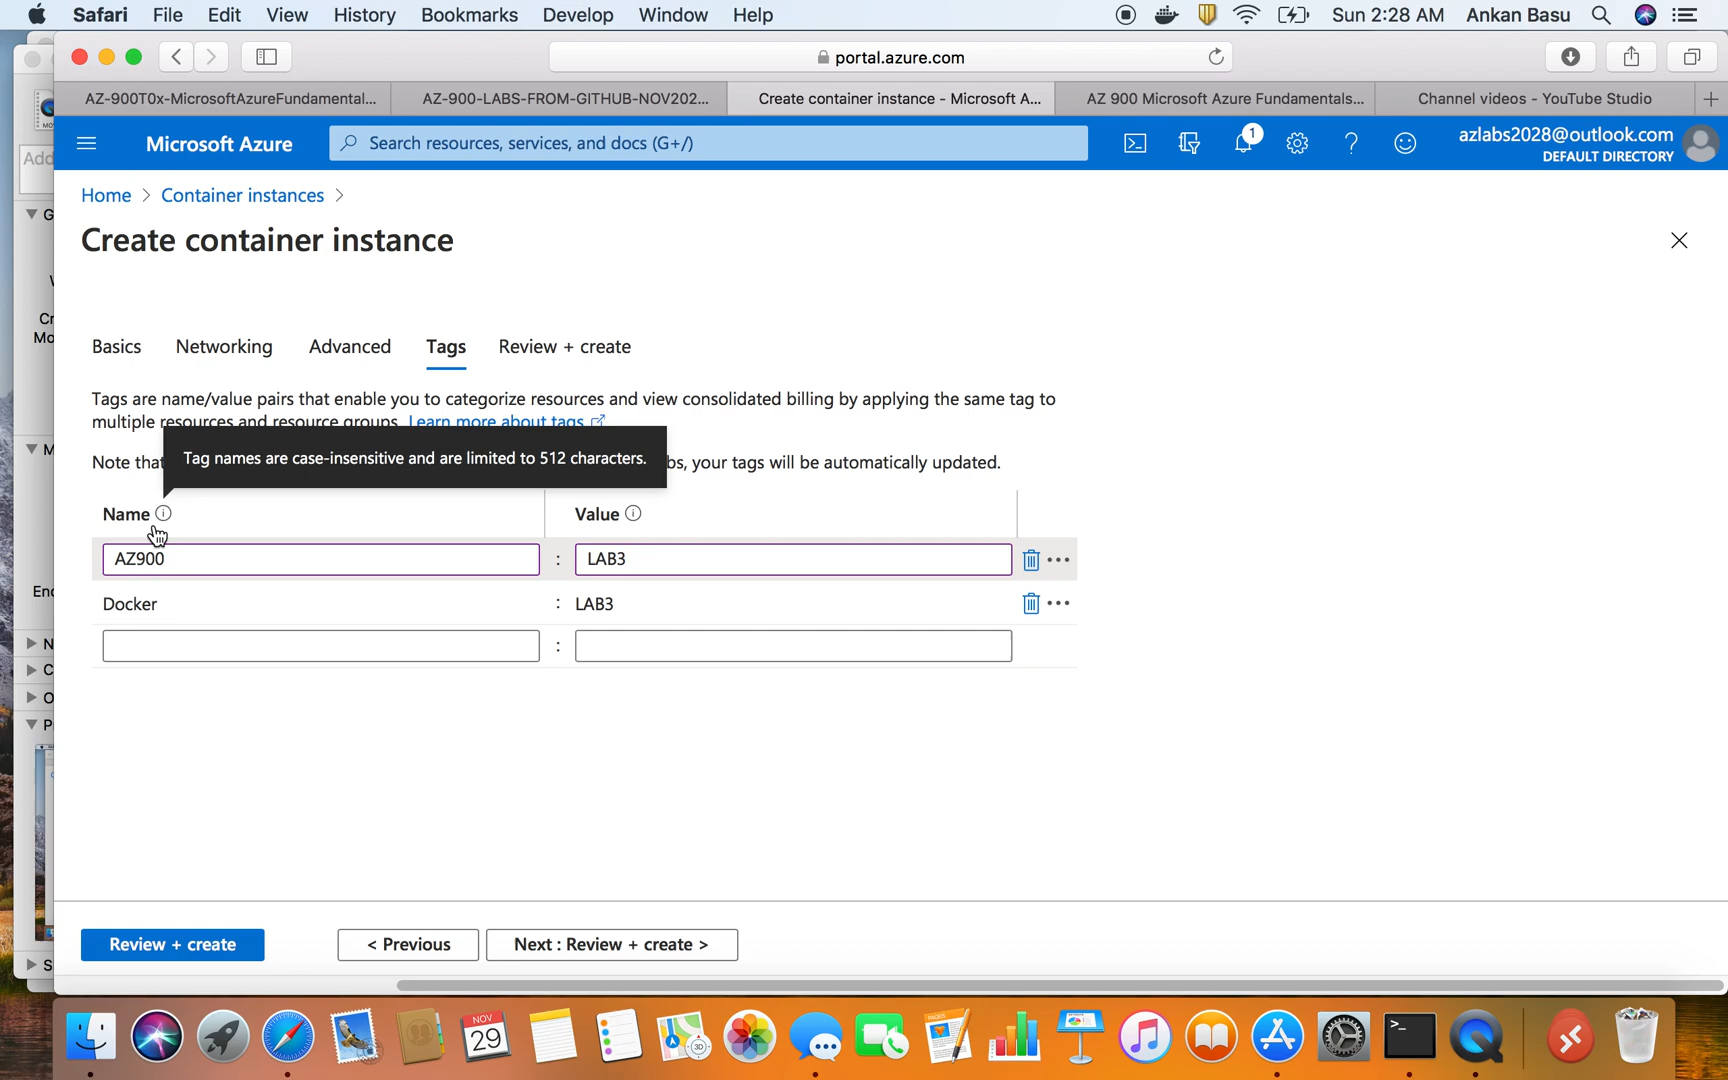 Safari File Edit View History Bookmarks Develop Window Help Sun 2:28 AM Ankan Basu
portal.azure.com
AZ-900T0x-MicrosoftAzureFundamental... AZ-900-LABS-FROM-GITHUB-NOV202... Create container instance - Microsoft A... AZ 900 Microsoft Azure Fundamentals... Channel videos - YouTube Studio
Microsoft Azure Search resources, services, and docs (G+/) 1 azlabs2028@outlook.com
DEFAULT DIRECTORY
Home > Container instances >
Create container instance
Basics Networking Advanced Tags Review + create
Tags are name/value pairs that enable you to categorize resources and view consolidated billing by applying the same tag to
multiple resources and resource groups. Learn more about tags
Tag names are case-insensitive and are limited to 512 characters.
Note that bs, your tags will be automatically updated.
Name Value
AZ900 : LAB3
Docker : LAB3
:
Review + create < Previous Next : Review + create >
NOV
29
3D